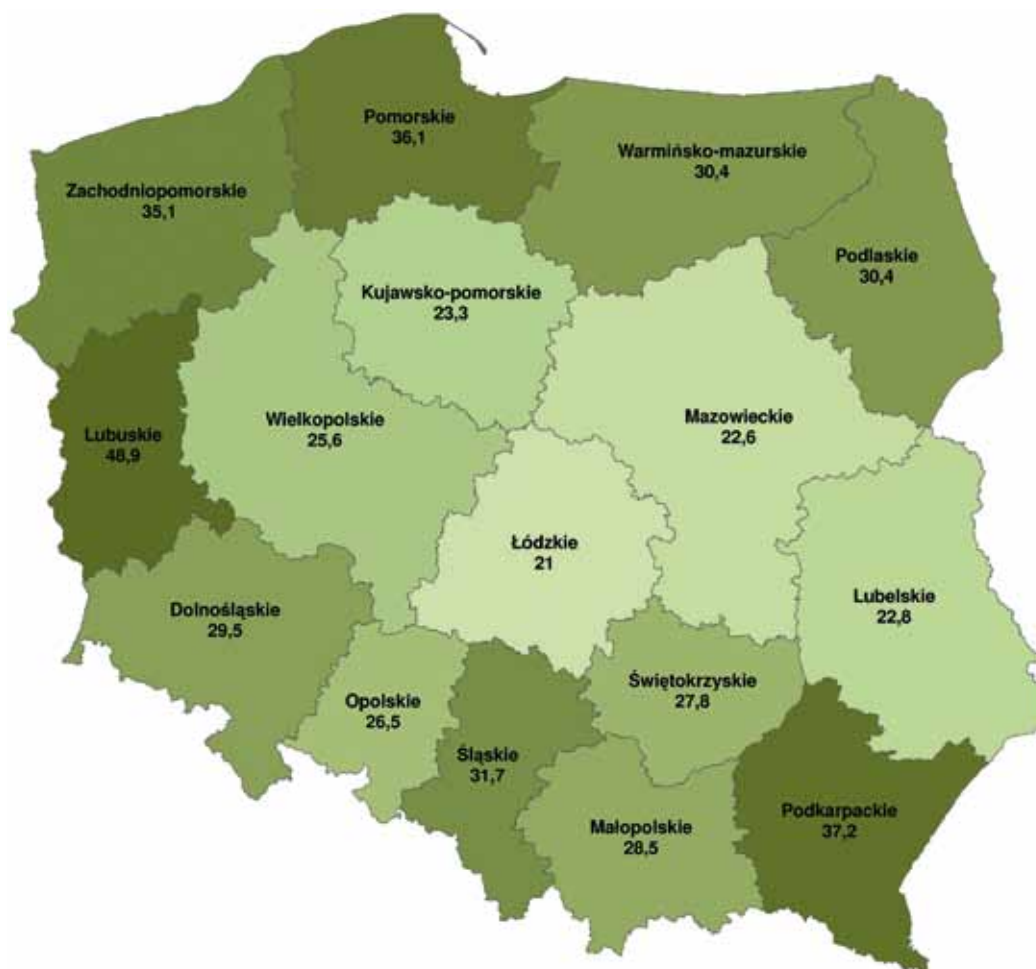 Pomorskie
36,1
Warmińsko-mazurskie
30,4
Zachodniopomorskie
35,1
Podlaskie
30,4
Kujawsko-pomorskie
23,3
Wielkopolskie
25,6
Mazowieckie
22,6
Lubuskie
48,9
Łódzkie
21
Lubelskie
22,8
Dolnośląskie
29,5
Świętokrzyskie
27,8
Opolskie
26,5
Śląskie
31,7
Podkarpackie
37,2
Małopolskie
28,5